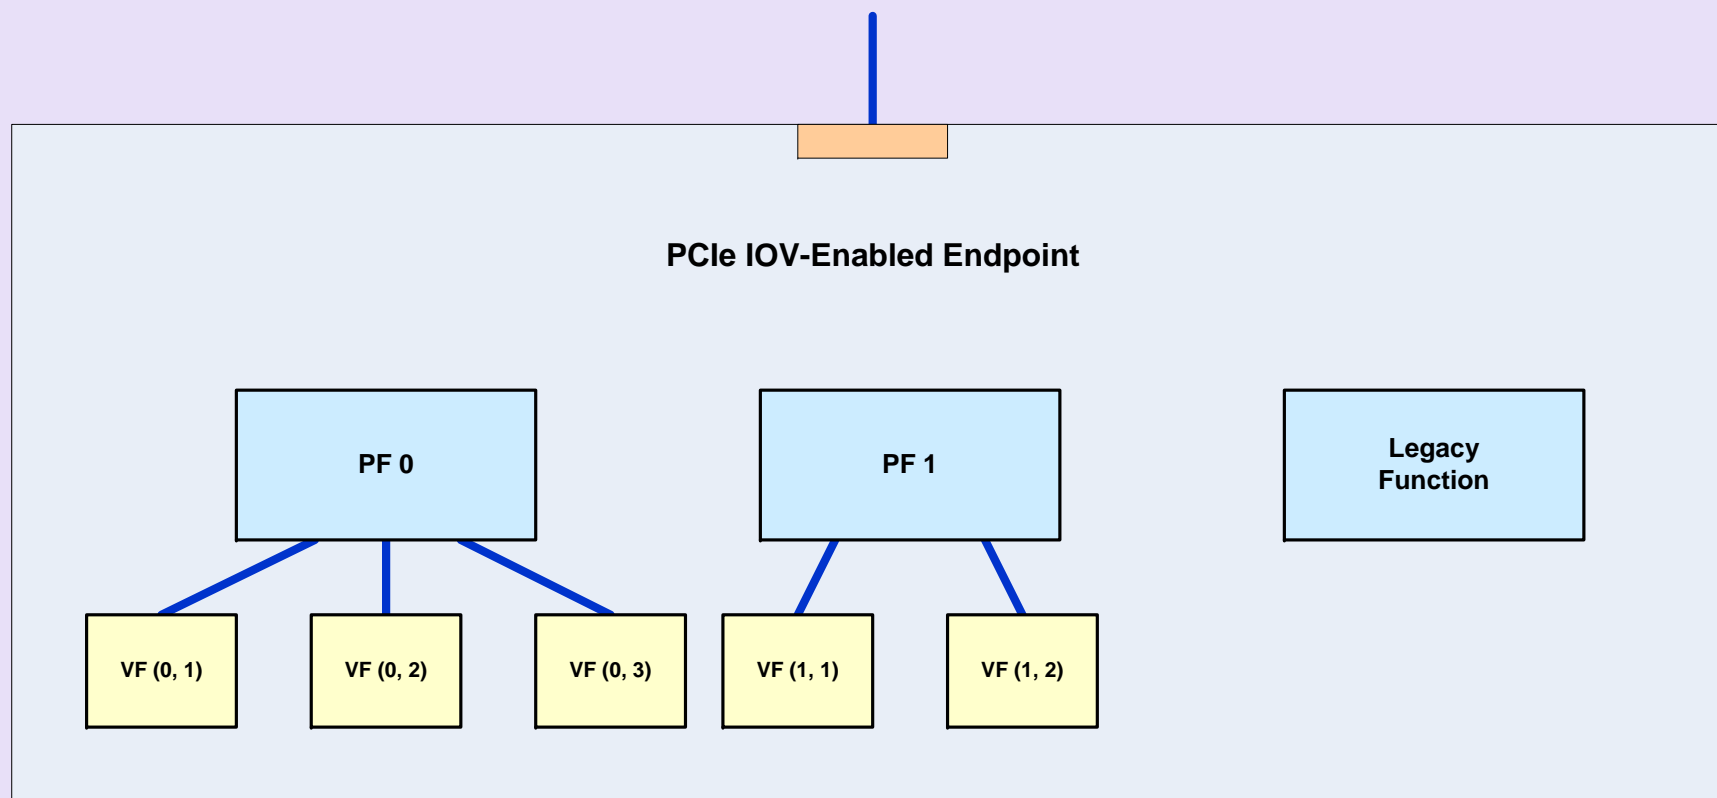 PCIe IOV-Enabled Endpoint
PF 0
PF 1
Legacy
Function
VF (0, 1)
VF (0, 2)
VF (0, 3)
VF (1, 1)
VF (1, 2)